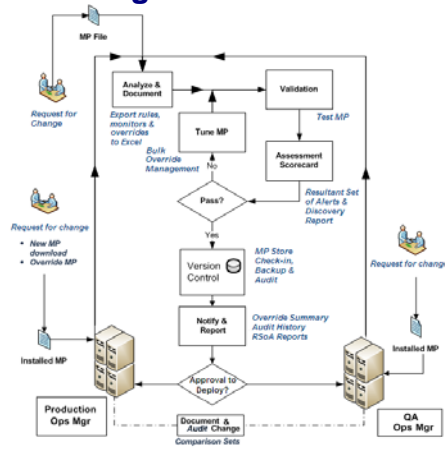 MP File
Request for
Change
Analyze &
Document
Validation
Export rules,
monitors &
overrides
to Excel
Test MP
Tune MP
Bulk
Override
Management
Assessment
Scorecard
No
Pass?
Resultant Set
of Alerts &
Discovery
Report
Request for change
• New MP
download
• Override MP
Yes
Version
Control
MP Store
Check-in,
Backup &
Audit
Request for change
Notify &
Report
Override Summary
Audit History
RSoA Reports
Installed MP
Installed MP
Approval to
Deploy?
Production
Ops Mgr
Document &
Audit Change
QA
Ops Mgr
Comparison Sets